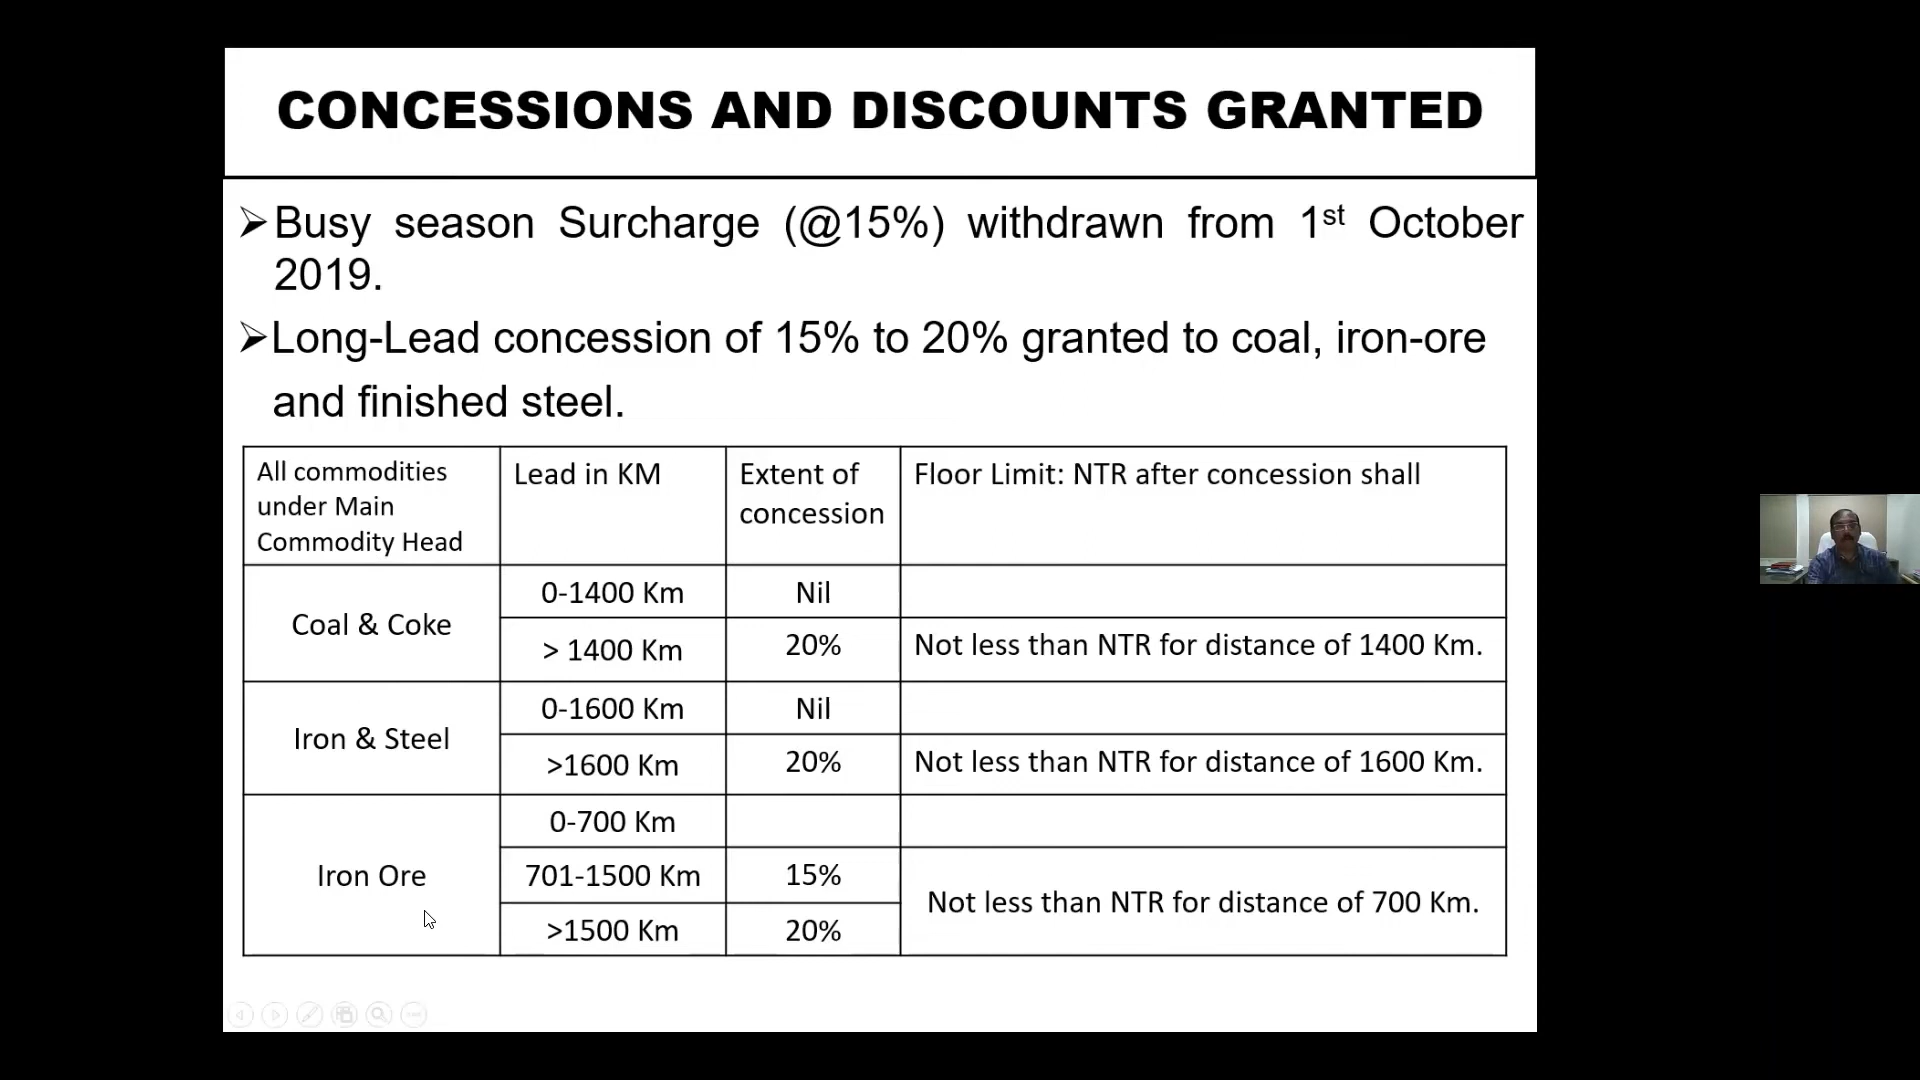 CONCESSIONS AND DISCOUNTS GRANTED
➢Busy season Surcharge (@15%) withdrawn from 1st October
2019.
➢Long-Lead concession of 15% to 20% granted to coal, iron-ore
and finished steel.
All commodities
under Main
Commodity Head
Lead in KM
Extent of
concession
Floor Limit: NTR after concession shall
Coal & Coke
0-1400 Km
Nil
> 1400 Km
20%
Not less than NTR for distance of 1400 Km.
Iron & Steel
0-1600 Km
Nil
>1600 Km
20%
Not less than NTR for distance of 1600 Km.
Iron Ore
0-700 Km
701-1500 Km
15%
>1500 Km
20%
Not less than NTR for distance of 700 Km.